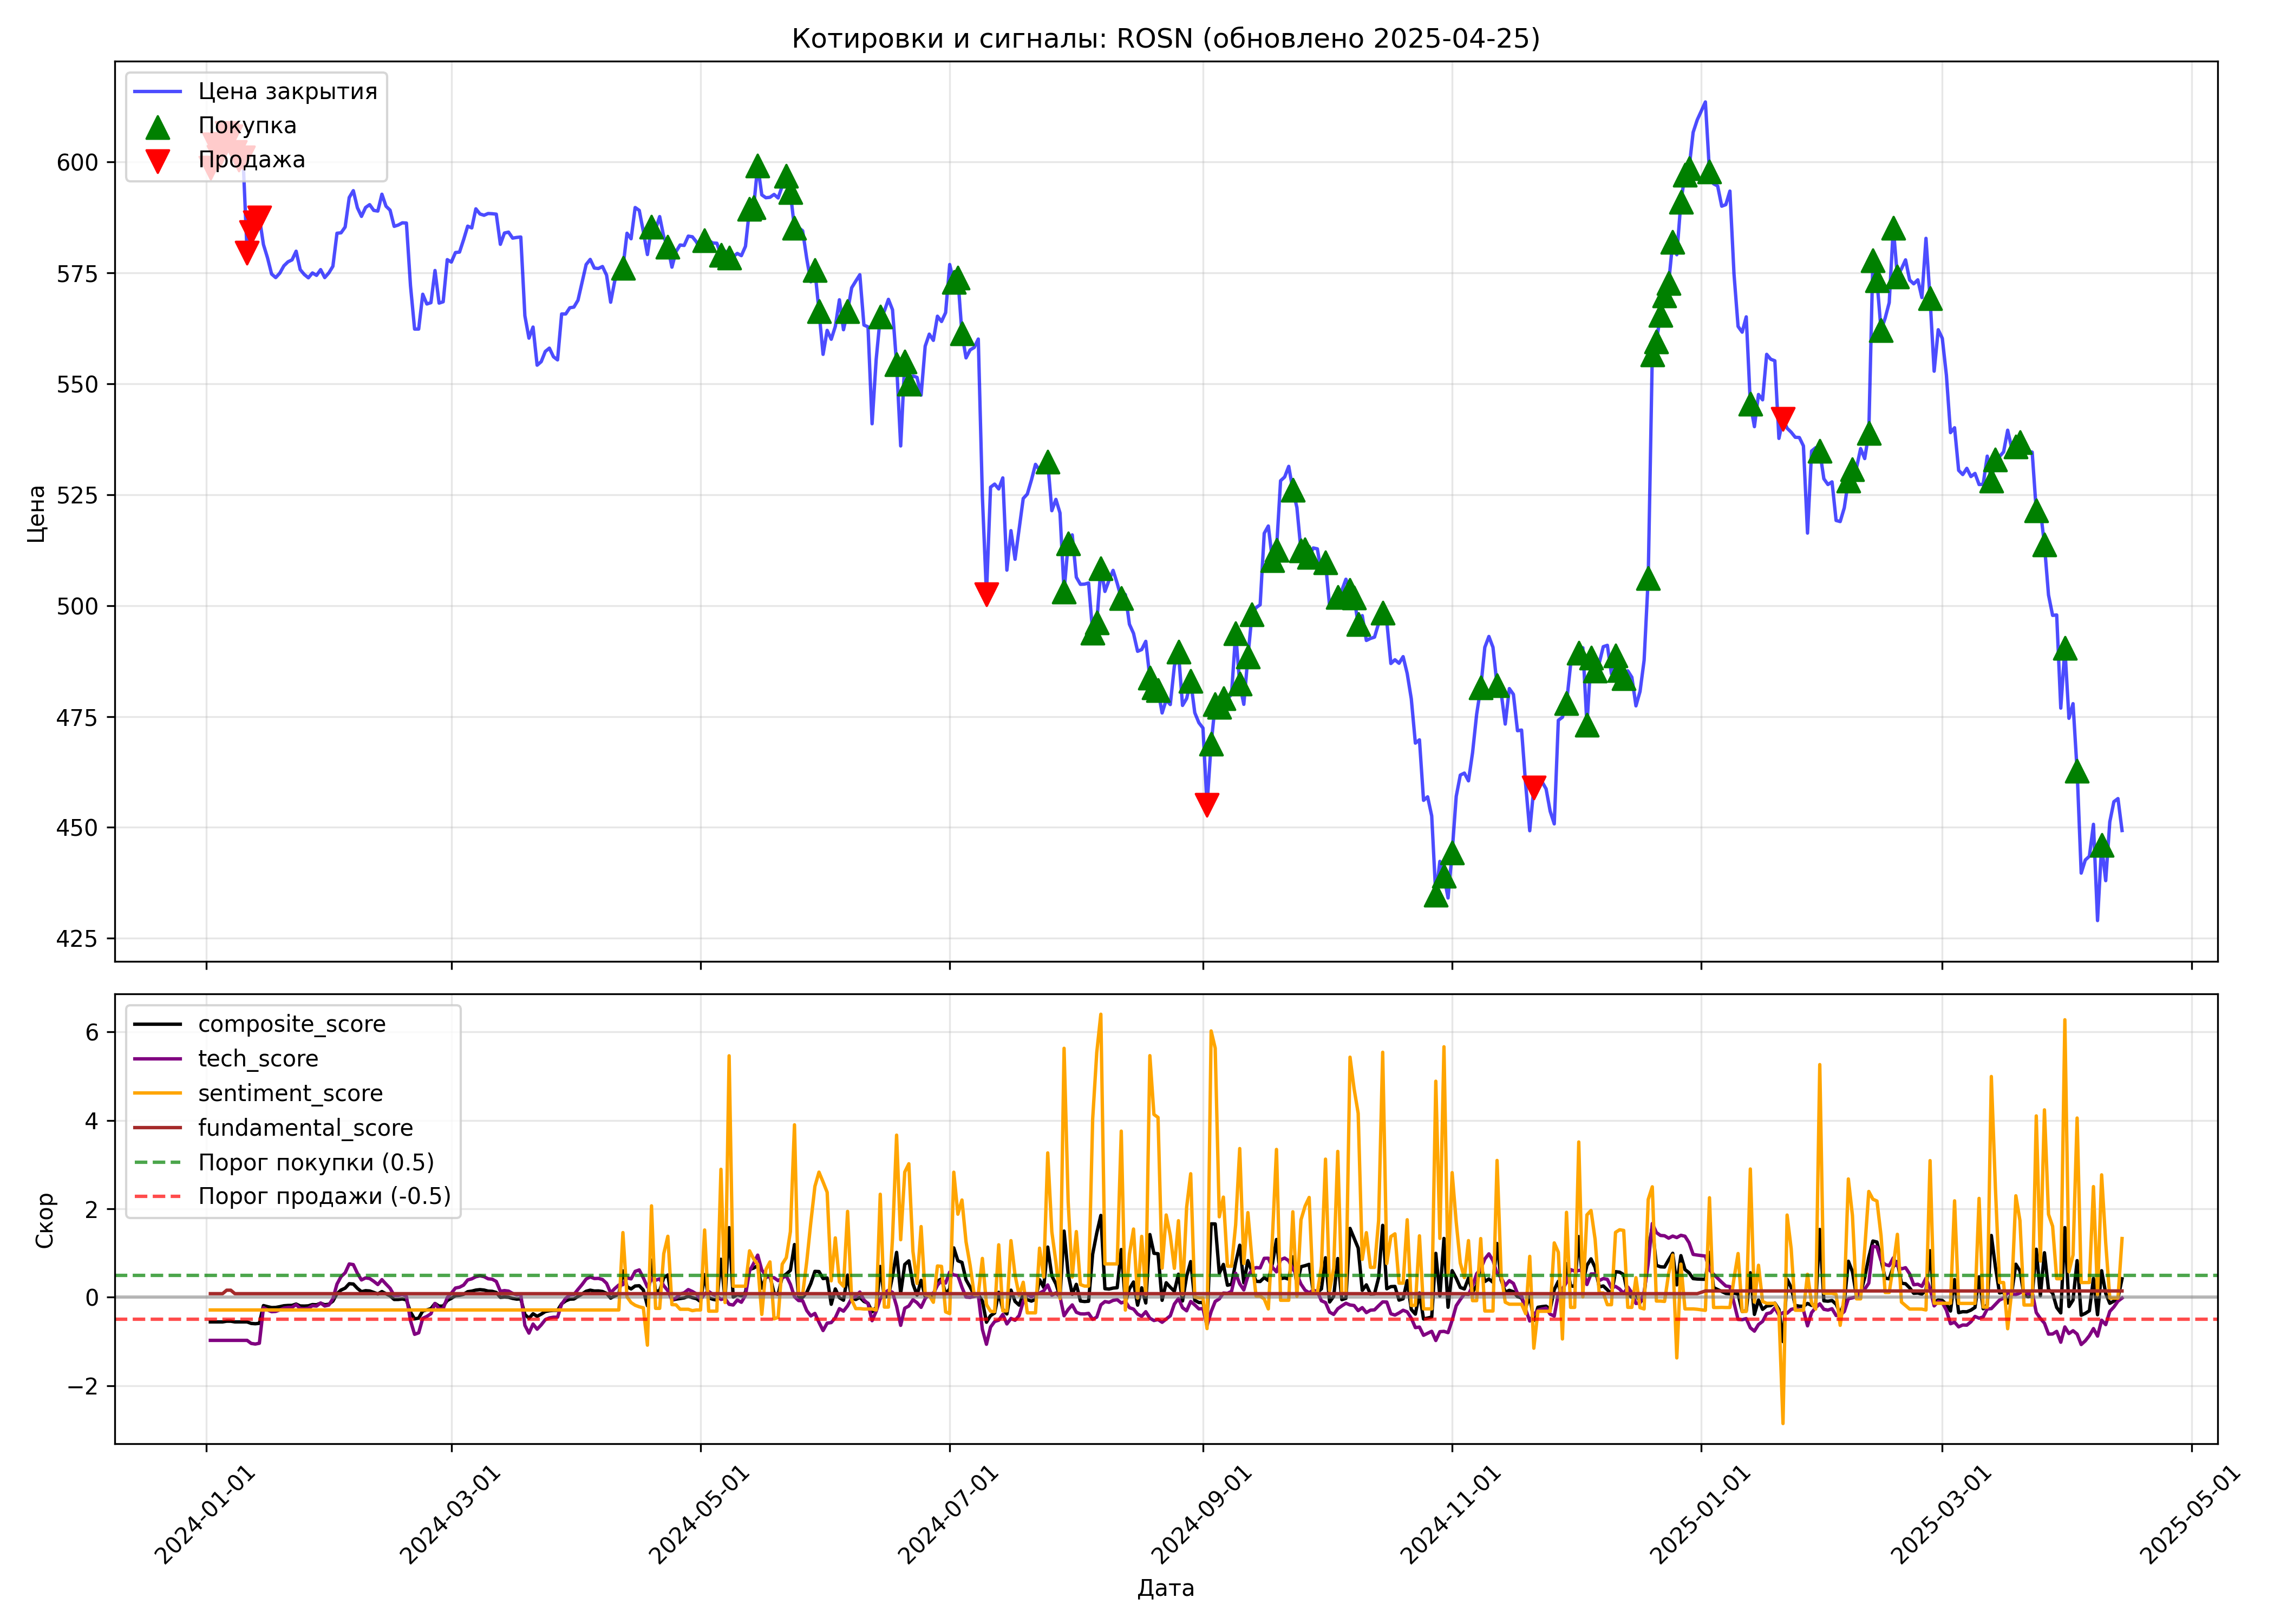 Котировки и сигналы: ROSN (обновлено 2025-04-25)
Цена закрытия
Покупка
Продажа
600
575
550
525
500
475
450
425
Цена
composite_score
tech_score
sentiment_score
fundamental_score
Порог покупки (0.5)
Порог продажи (-0.5)
6
4
2
0
−2
Скор
2024-01-01
2024-03-01
2024-05-01
2024-07-01
2024-09-01
2024-11-01
2025-01-01
2025-03-01
2025-05-01
Дата